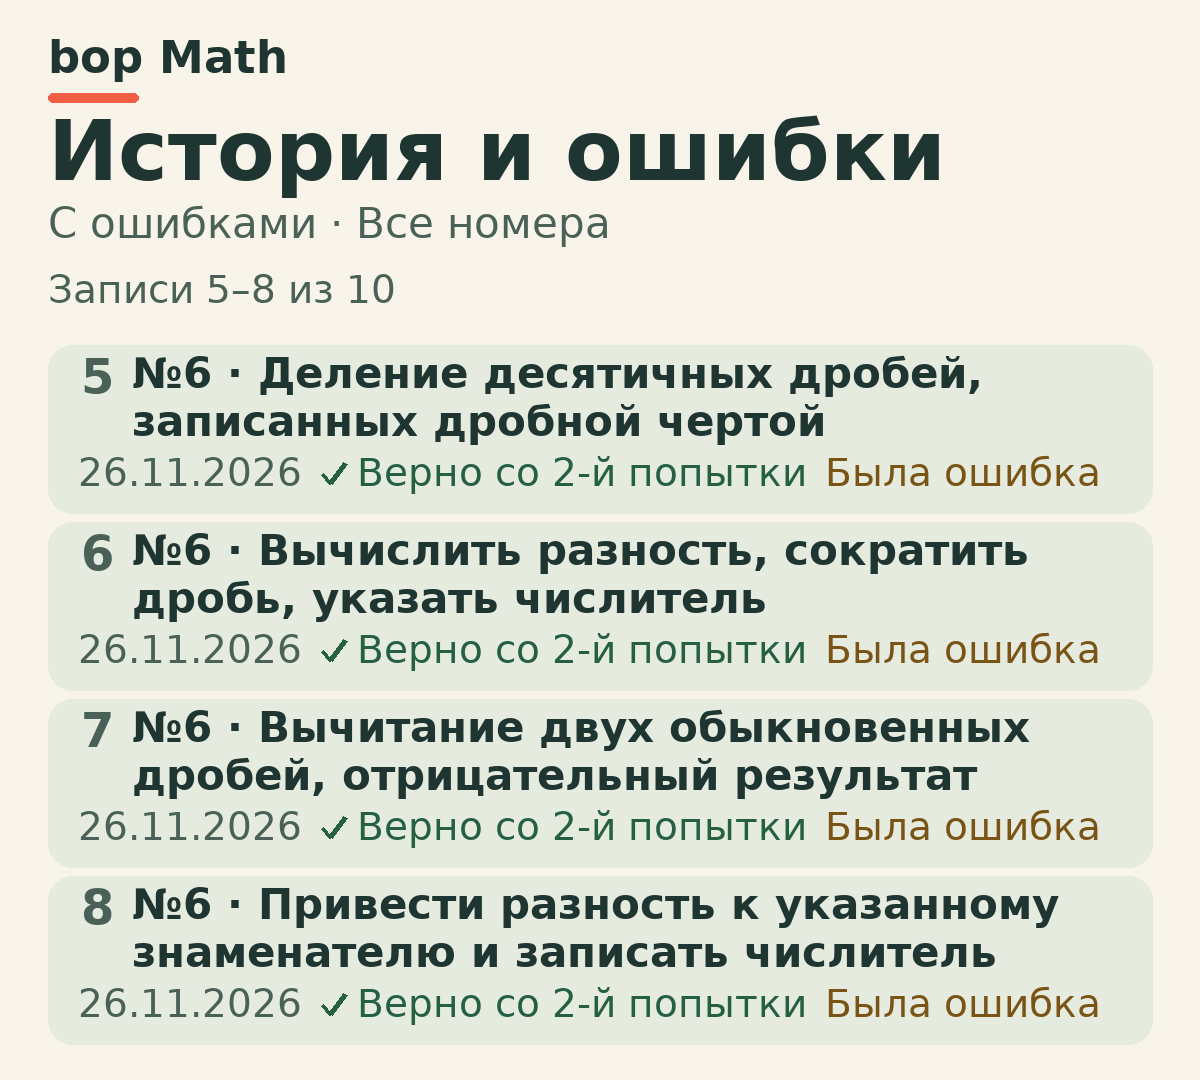 bop Math
История и ошибки
С ошибками · Все номера
Записи 5–8 из 10
5 №6 · Деление десятичных дробей,
записанных дробной чертой
26.11.2026 ✓ Верно со 2-й попытки Была ошибка
6 №6 · Вычислить разность, сократить
дробь, указать числитель
26.11.2026 ✓ Верно со 2-й попытки Была ошибка
7 №6 · Вычитание двух обыкновенных
дробей, отрицательный результат
26.11.2026 ✓ Верно со 2-й попытки Была ошибка
8 №6 · Привести разность к указанному
знаменателю и записать числитель
26.11.2026 ✓ Верно со 2-й попытки Была ошибка